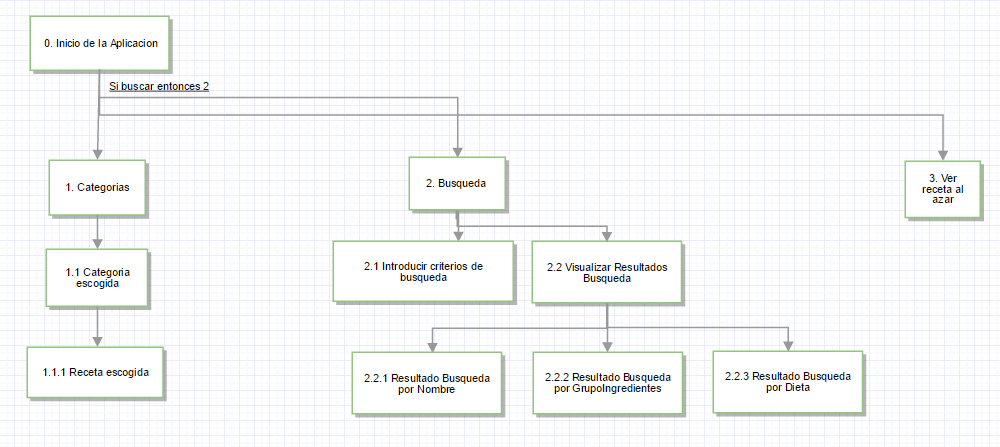 0. Inicio de la Aplicacion
Si buscar entonces 2
1. Categorias
2. Busqueda
3. Ver
receta al
azar
1.1 Categoria
escogida
2.1 Introducir criterios de
busqueda
2.2 Visualizar Resultados
Busqueda
1.1.1 Receta escogida
2.2.1 Resultado Busqueda
por Nombre
2.2.2 Resultado Busqueda
por GrupoIngredientes
2.2.3 Resultado Busqueda
por Dieta